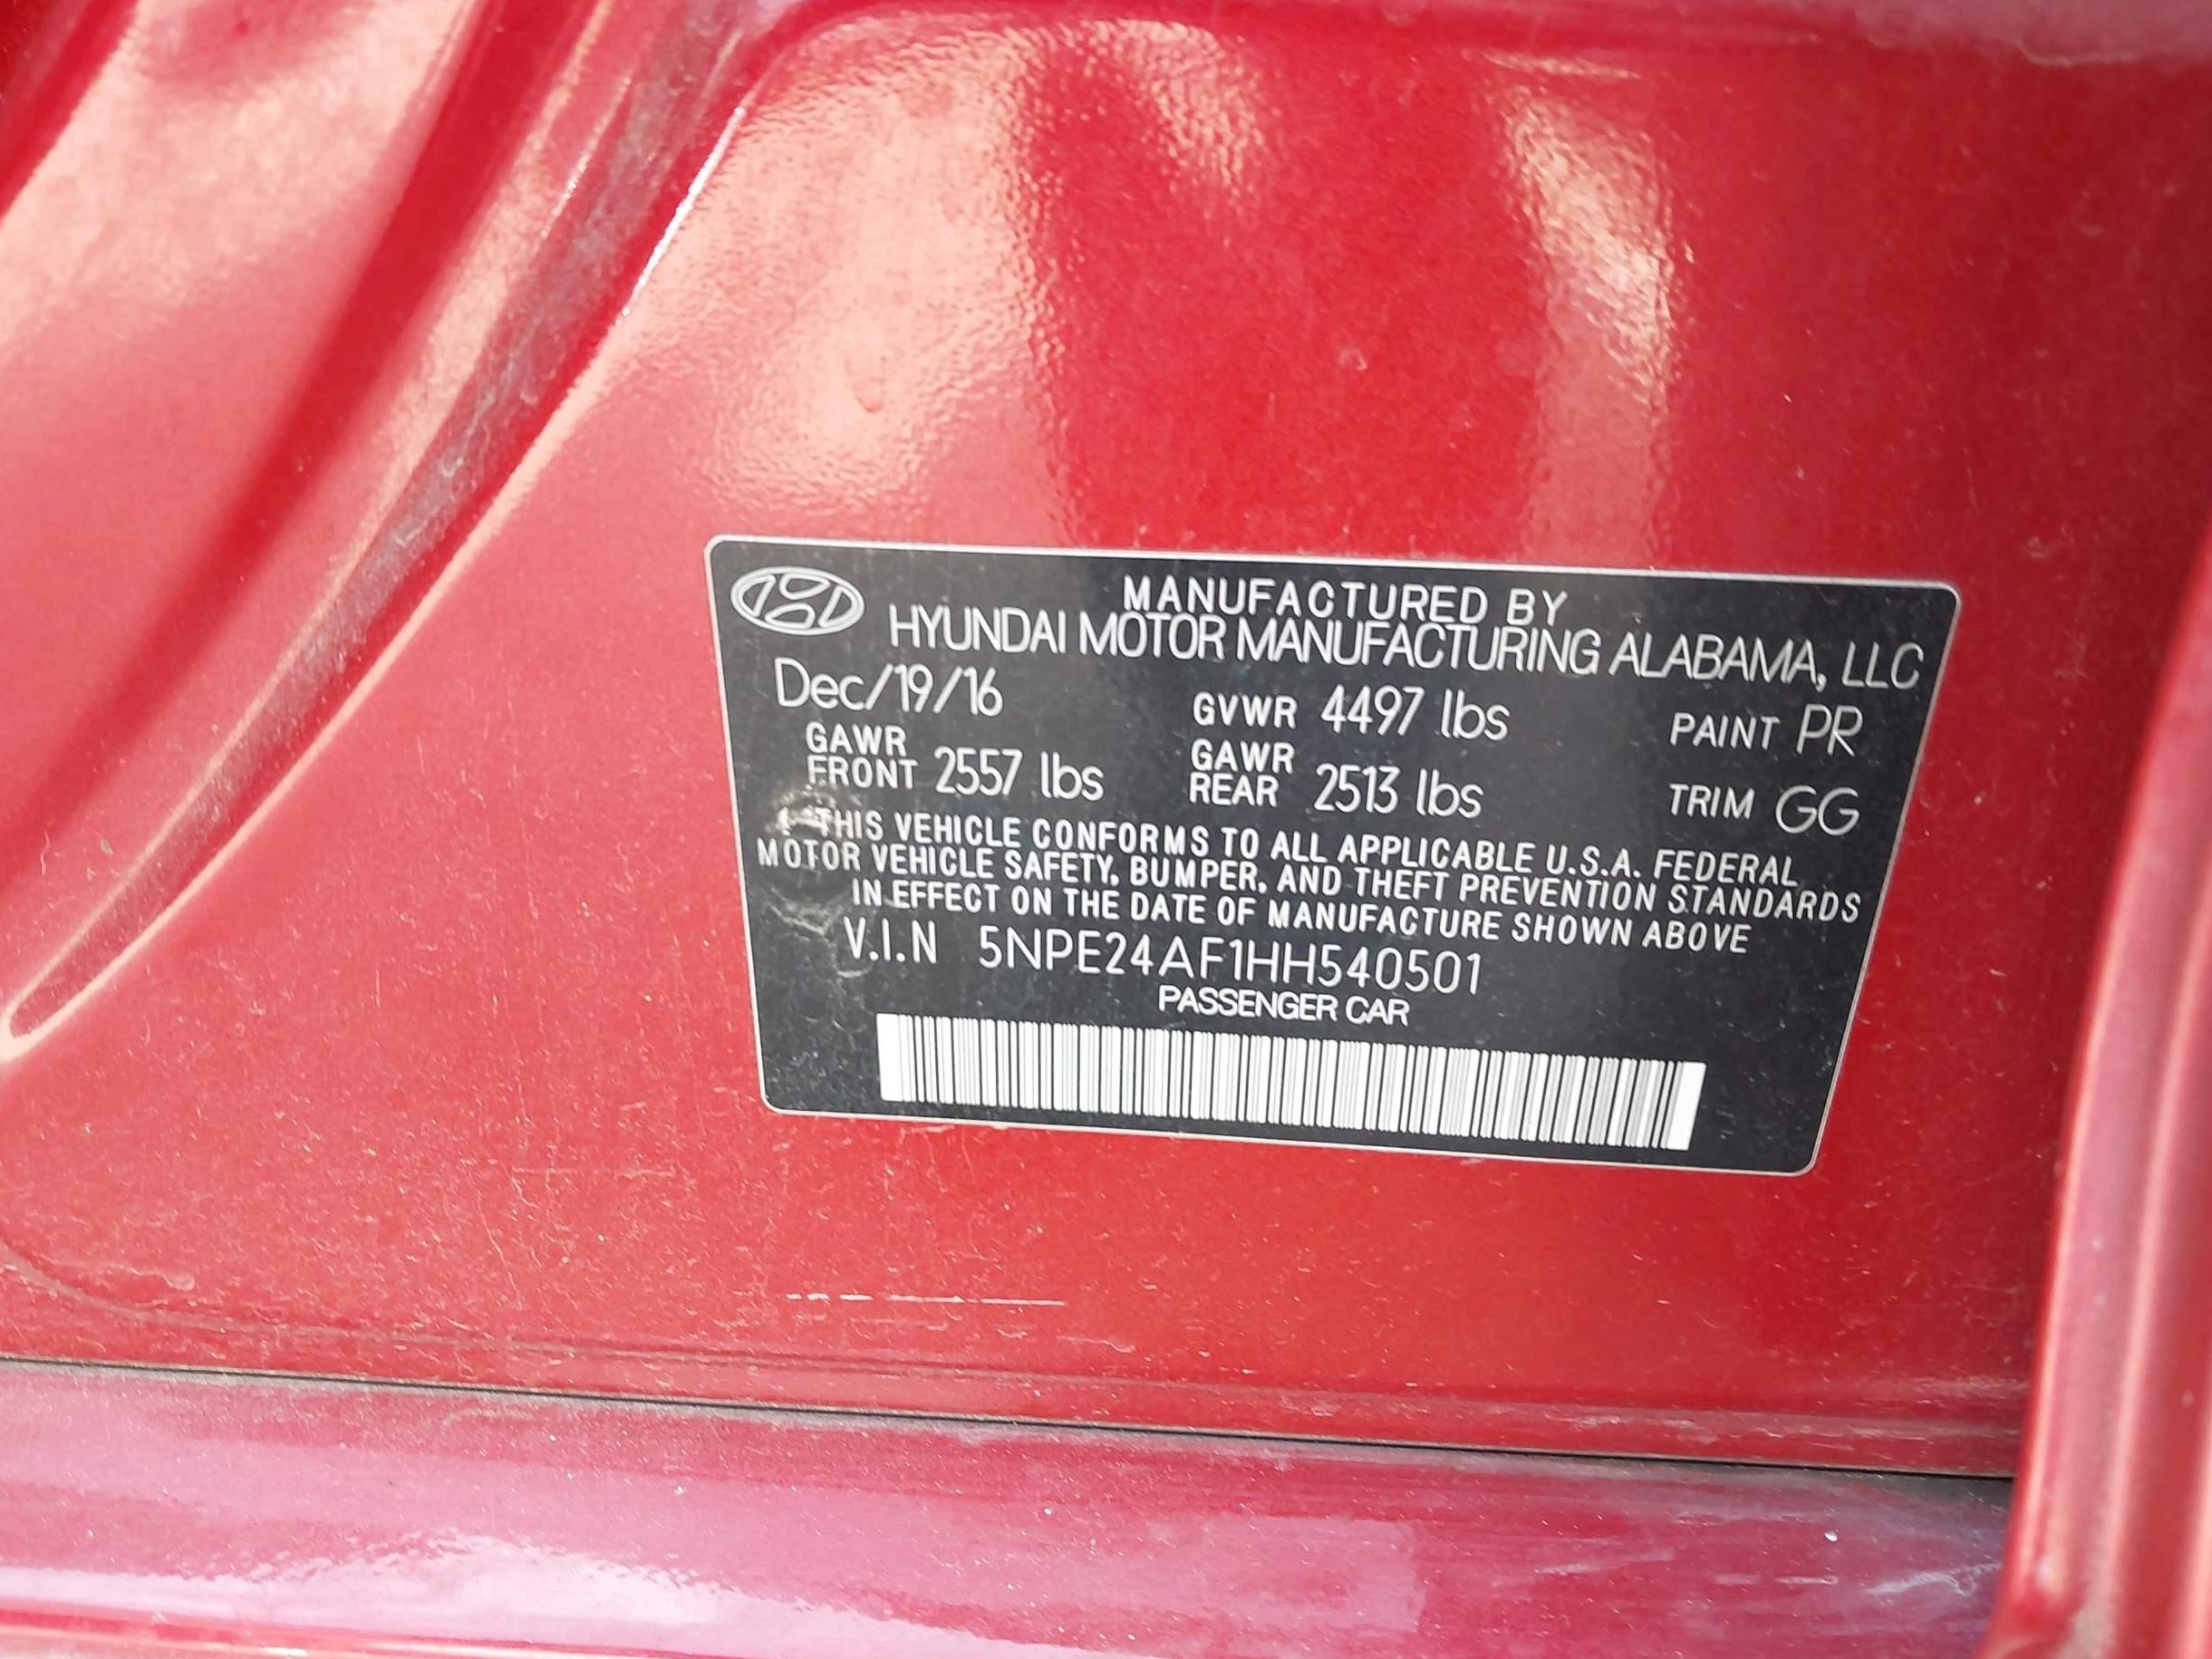 MANUFACTURED BY
HYUNDAI MOTOR MANUFACTURING ALABAMA, LLC
Dec/19/16 GVWR 4497 lbs PAINT PR
GAWR FRONT 2557 lbs GAWR REAR 2513 lbs TRIM GG
THIS VEHICLE CONFORMS TO ALL APPLICABLE U.S.A. FEDERAL
MOTOR VEHICLE SAFETY, BUMPER, AND THEFT PREVENTION STANDARDS
IN EFFECT ON THE DATE OF MANUFACTURE SHOWN ABOVE
V.I.N 5NPE24AF1HH540501
PASSENGER CAR